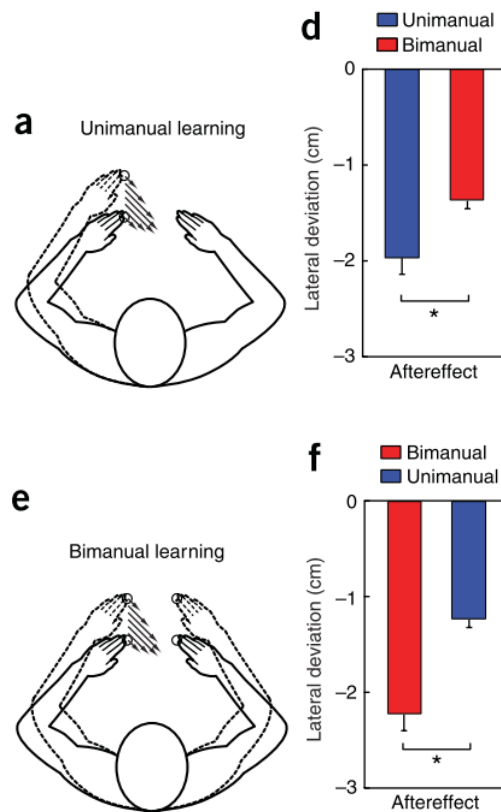 a
Unimanual learning
d
Unimanual
Bimanual
Lateral deviation (cm)
0
–1
–2
–3
*
Aftereffect
e
Bimanual learning
f
Bimanual
Unimanual
Lateral deviation (cm)
0
–1
–2
–3
*
Aftereffect